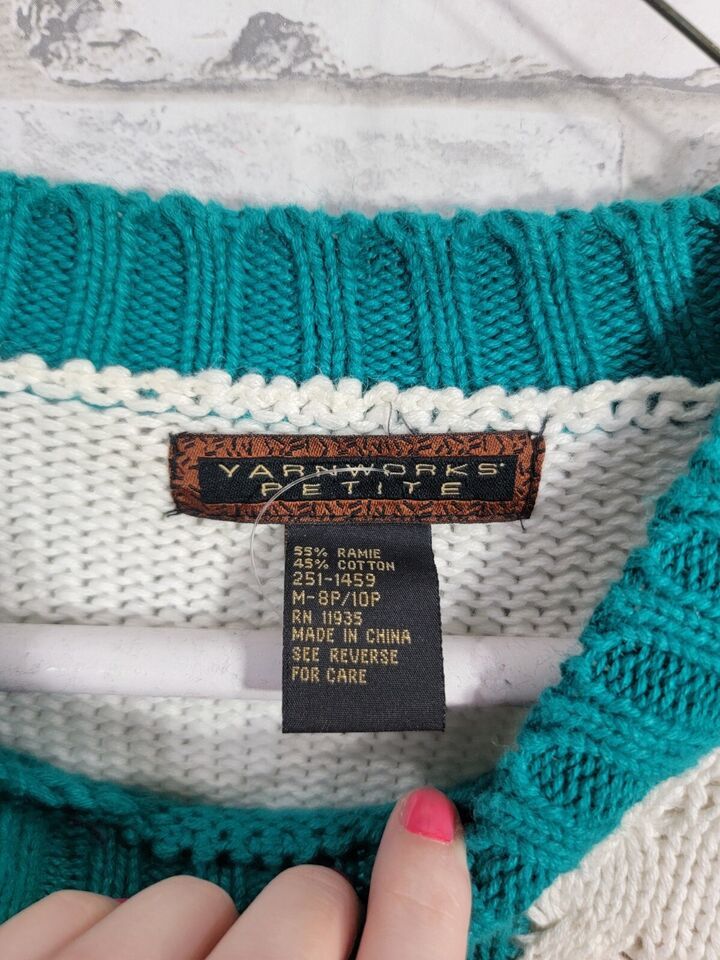 YARNWORKS
PETITE
55% RAMIE
45% COTTON
251-1459
M-8P/10P
RN 11935
MADE IN CHINA
SEE REVERSE
FOR CARE